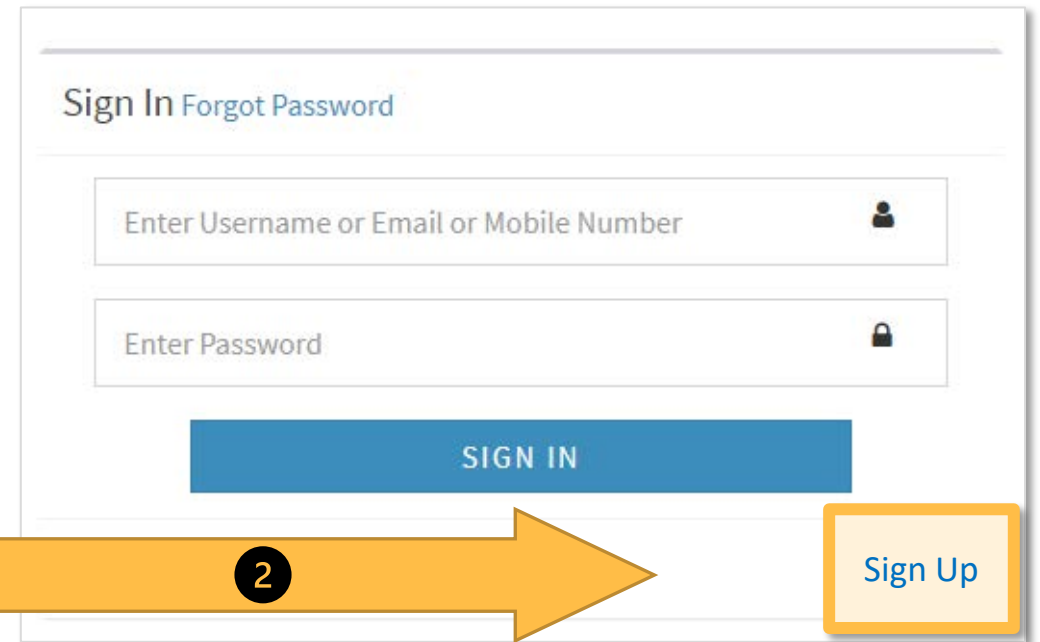 Sign In Forgot Password
Enter Username or Email or Mobile Number
Enter Password
SIGN IN
2
Sign Up